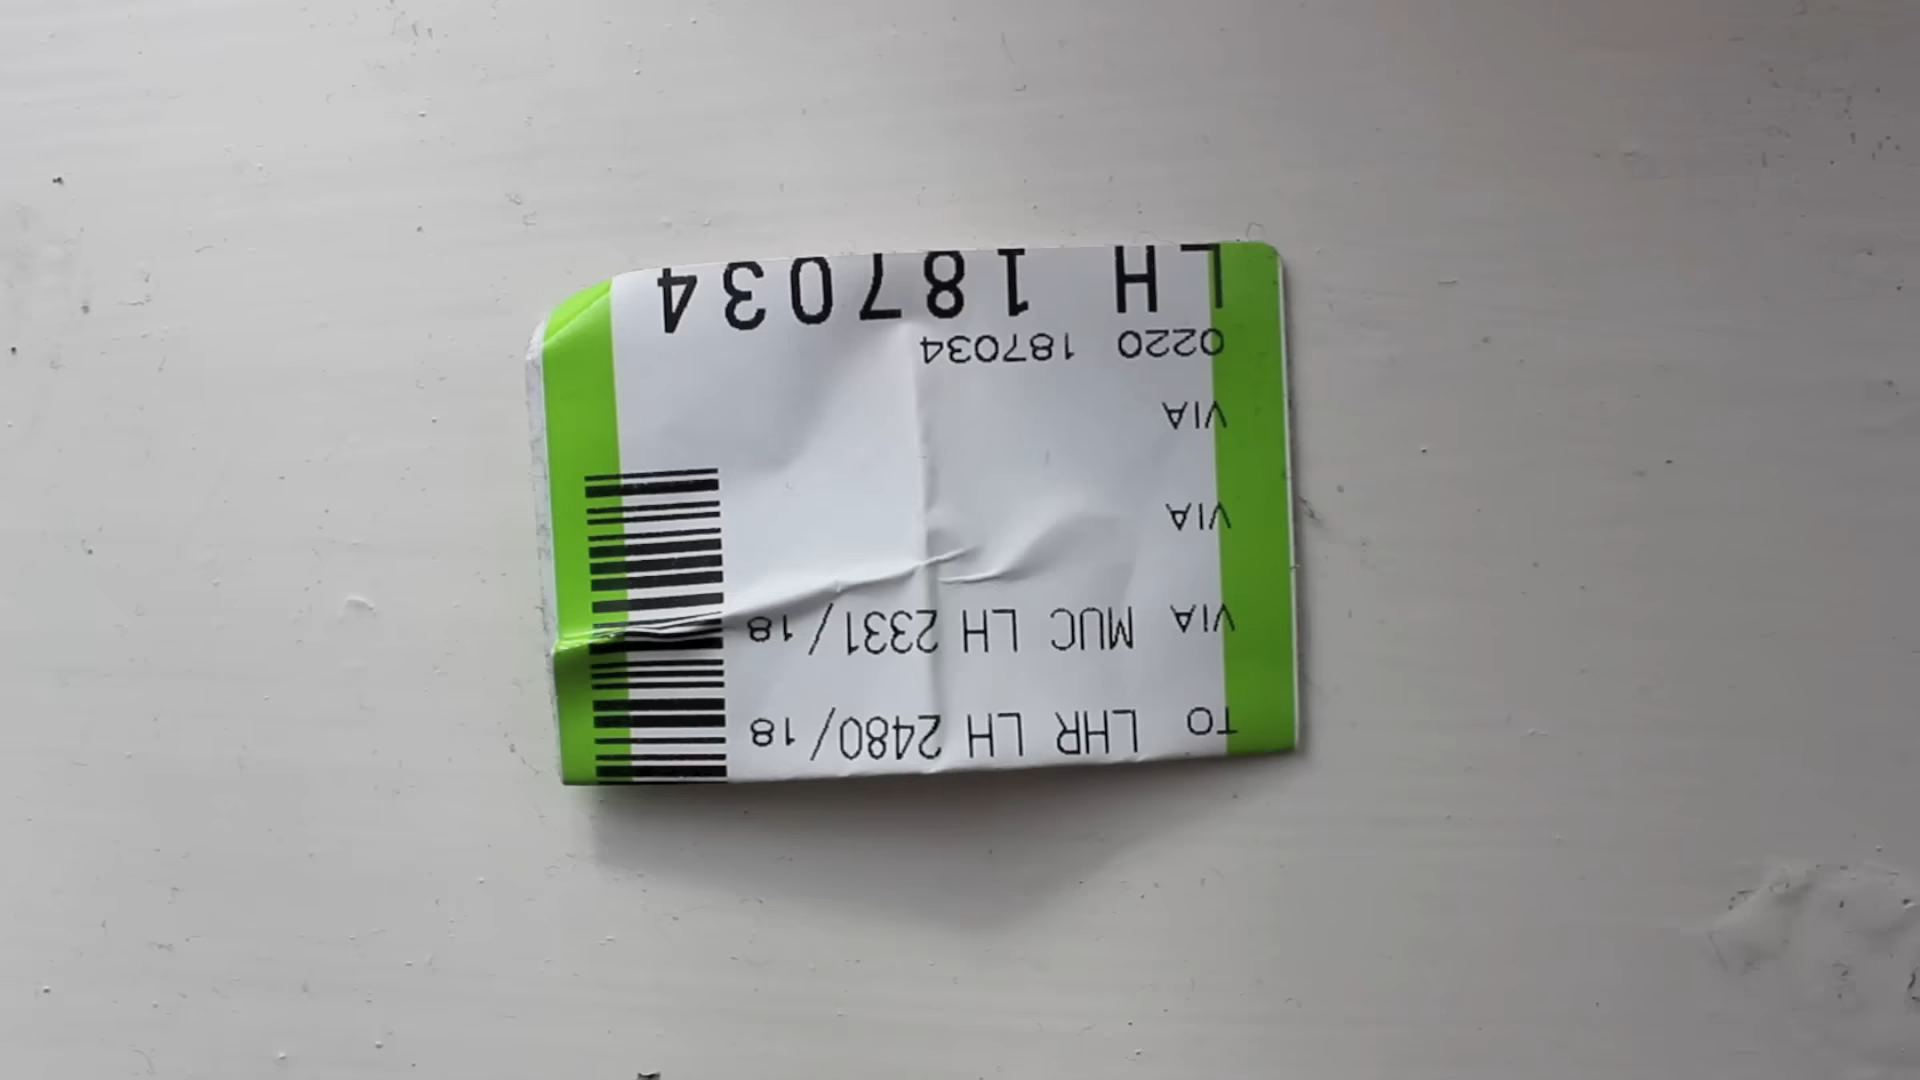 TO LHR LH 2480/18
VIA MUC LH 2331/18
VIA
VIA
0220 187034
LH 187034